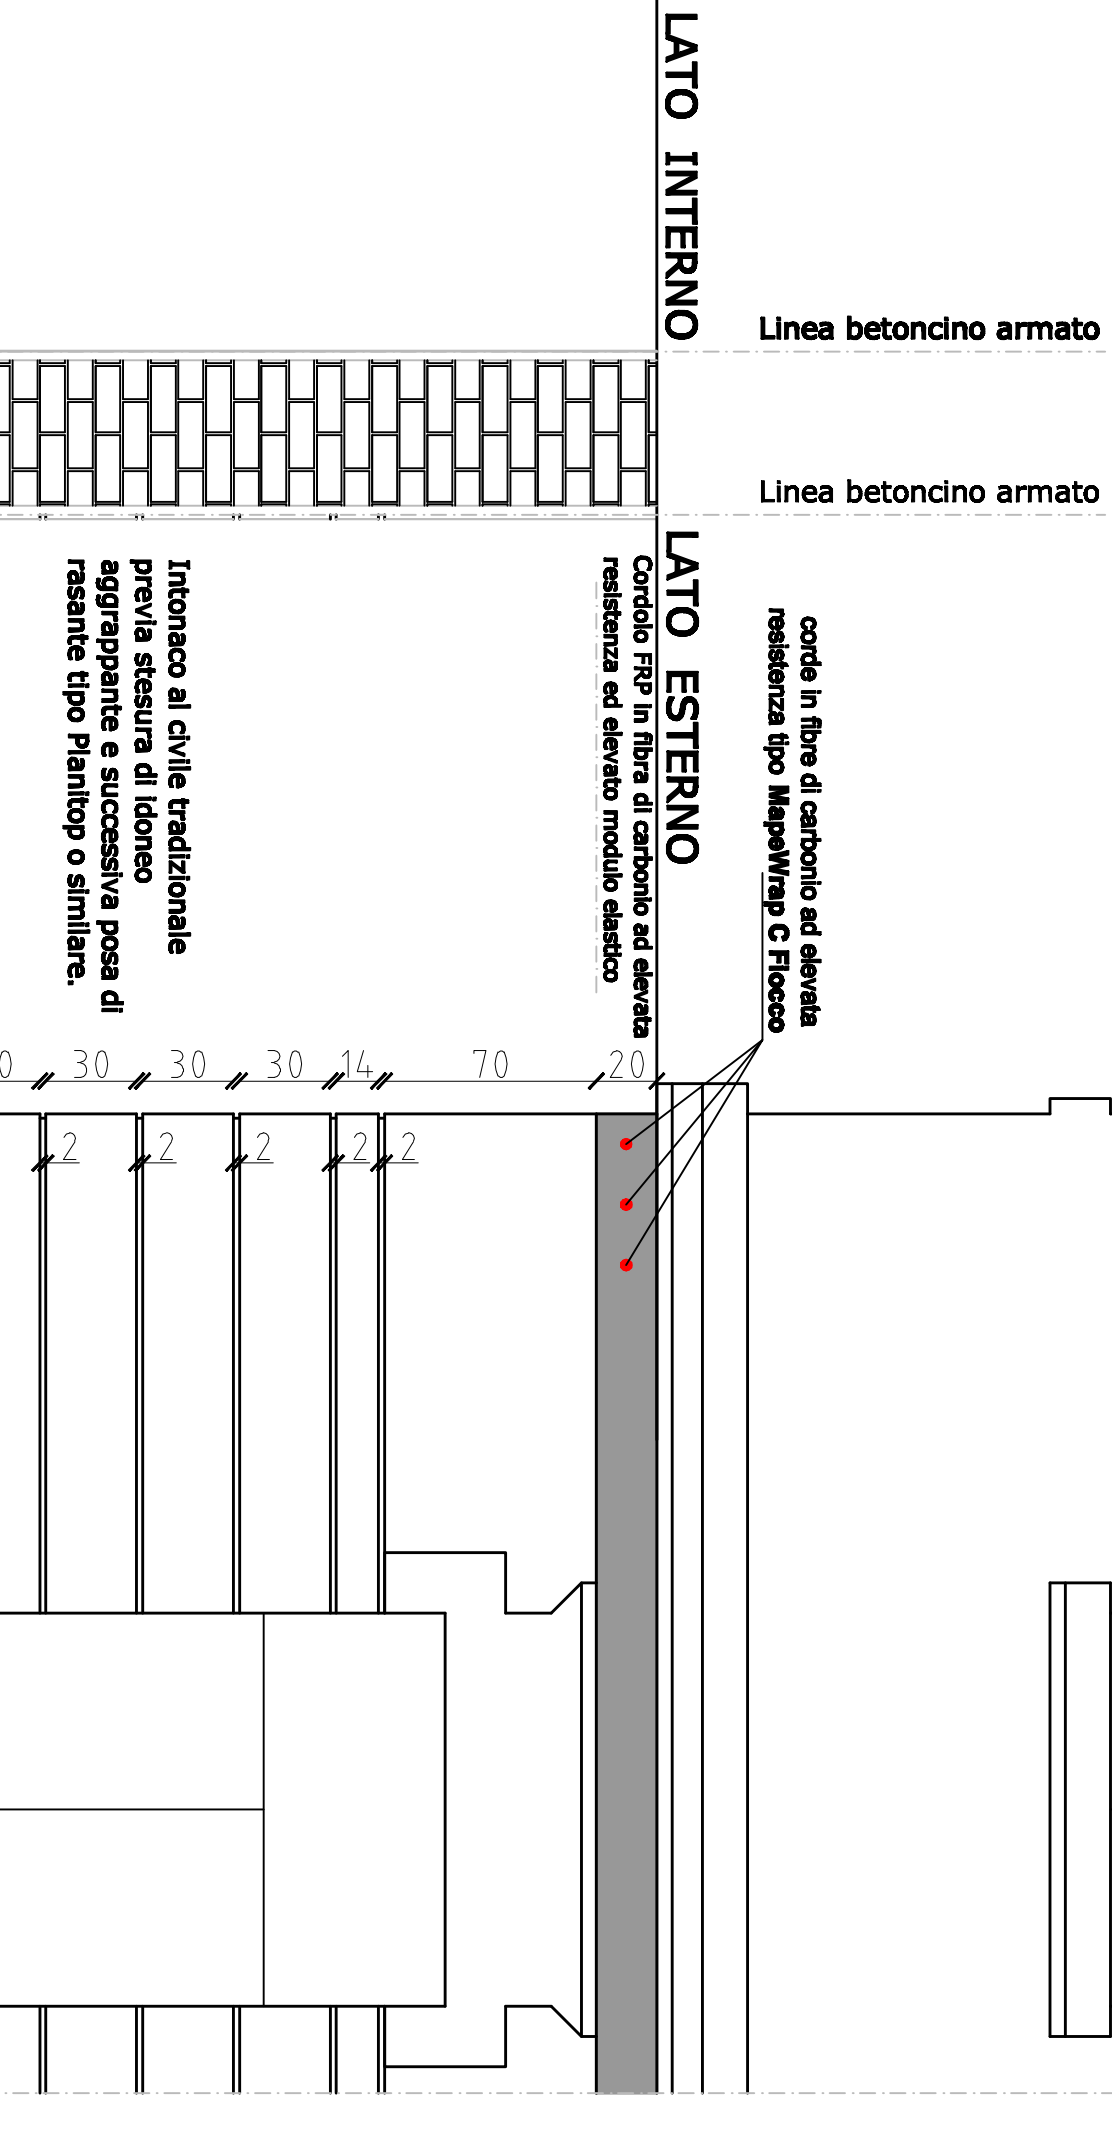 LATO INTERNO
Linea betoncino armato
Linea betoncino armato
LATO ESTERNO
corde in fibre di carbonio ad elevata
resistenza tipo MapeWrap C Fiocco
Cordolo FRP in fibra di carbonio ad elevata
resistenza ed elevato modulo elastico
Intonaco al civile tradizionale
previa stesura di idoneo
aggrappante e successiva posa di
rasante tipo Planitop o similare.
0 30 30 30 14 70 20
2 2 2 2 2